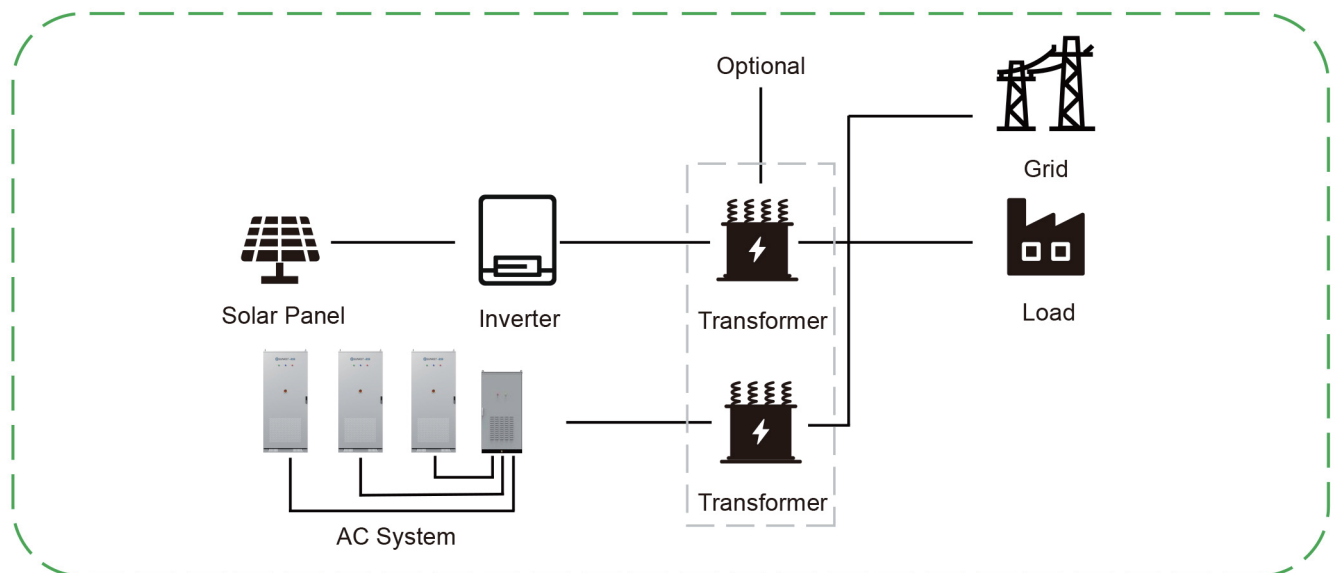 Optional
Grid
Solar Panel
Inverter
Transformer
Load
Transformer
AC System